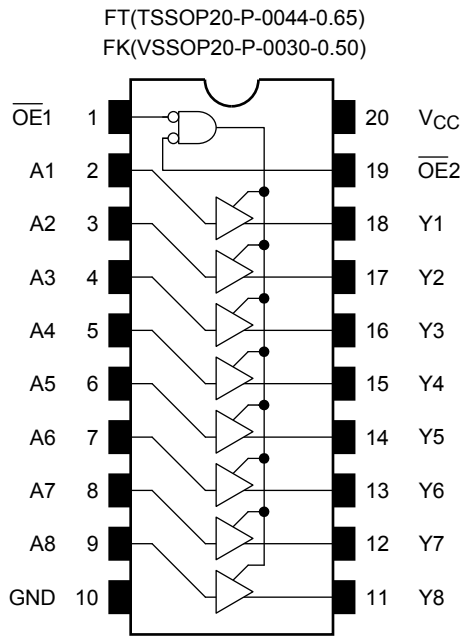 FT(TSSOP20-P-0044-0.65)
FK(VSSOP20-P-0030-0.50)
OE1 1 20 VCC
A1 2 19 OE2
A2 3 18 Y1
A3 4 17 Y2
A4 5 16 Y3
A5 6 15 Y4
A6 7 14 Y5
A7 8 13 Y6
A8 9 12 Y7
GND 10 11 Y8